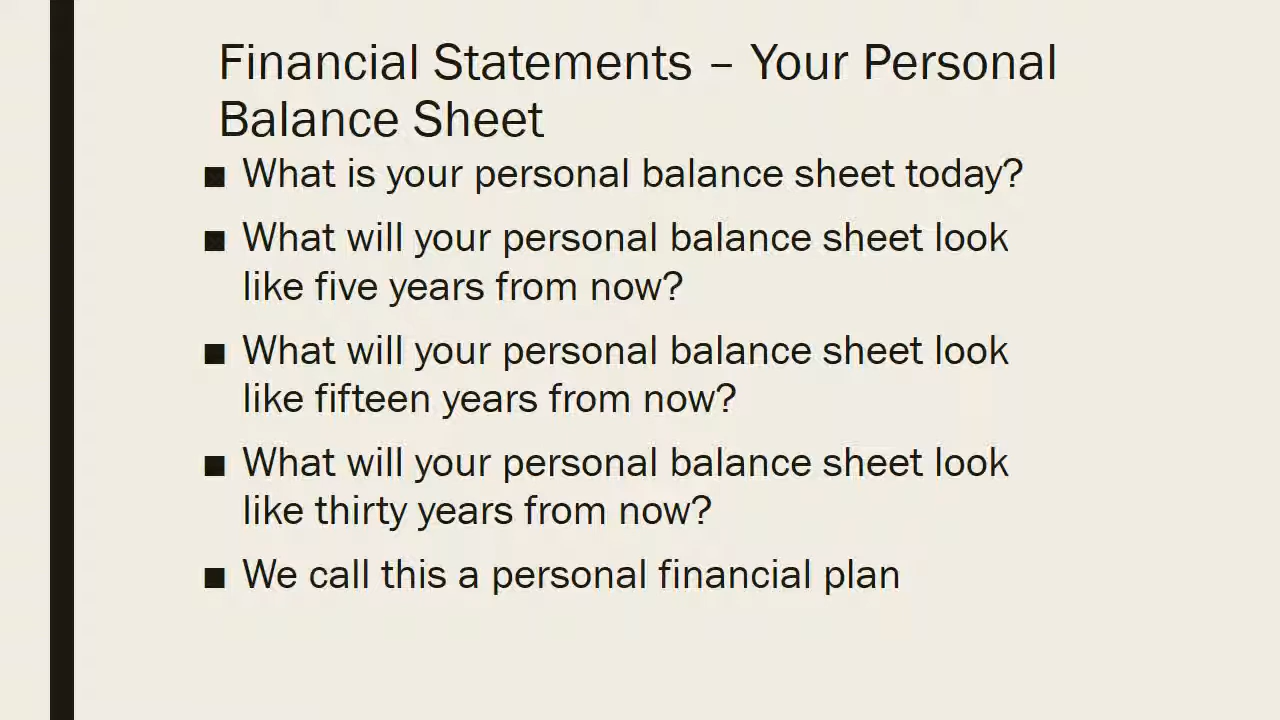 Financial Statements – Your Personal
Balance Sheet
■ What is your personal balance sheet today?
■ What will your personal balance sheet look
like five years from now?
■ What will your personal balance sheet look
like fifteen years from now?
■ What will your personal balance sheet look
like thirty years from now?
■ We call this a personal financial plan